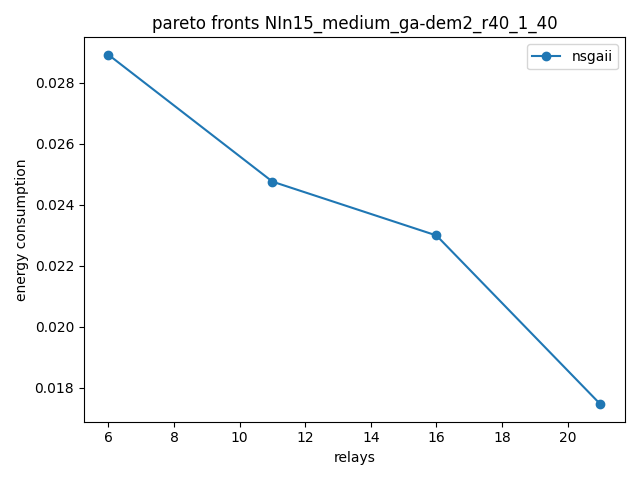 pareto fronts NIn15_medium_ga-dem2_r40_1_40
nsgaii
energy consumption
0.028
0.026
0.024
0.022
0.020
0.018
6 8 10 12 14 16 18 20
relays